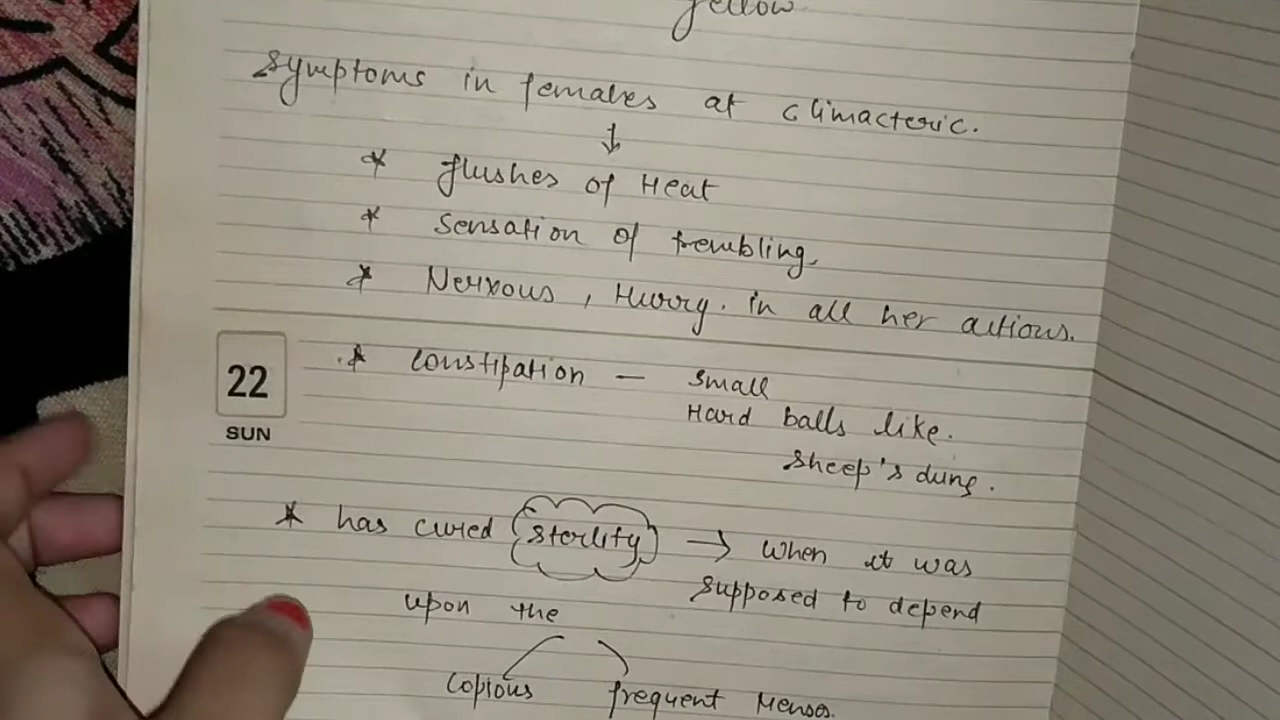 yellow
Symptoms in females at climacteric.
↓
* flushes of Heat
* Sensation of trembling.
* Nervous, Hurry. in all her actions.
22
SUN
* Constipation — Small
Hard balls like.
Sheep's dung.
* has cured sterlity → When it was
supposed to depend
upon the
Copious frequent Menses.